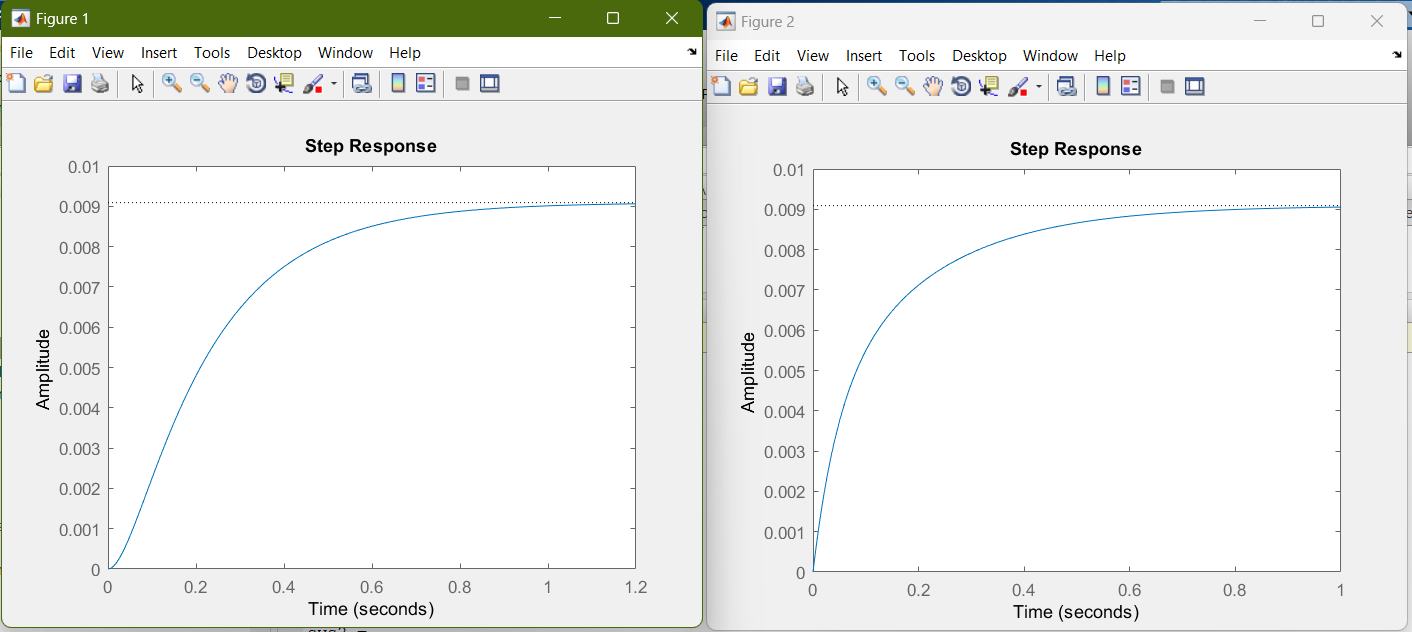 Figure 1
File Edit View Insert Tools Desktop Window Help
Step Response
0.01
0.009
0.008
0.007
0.006
0.005
0.004
0.003
0.002
0.001
0
Amplitude
0 0.2 0.4 0.6 0.8 1 1.2
Time (seconds)
Figure 2
File Edit View Insert Tools Desktop Window Help
Step Response
0.01
0.009
0.008
0.007
0.006
0.005
0.004
0.003
0.002
0.001
0
Amplitude
0 0.2 0.4 0.6 0.8 1
Time (seconds)